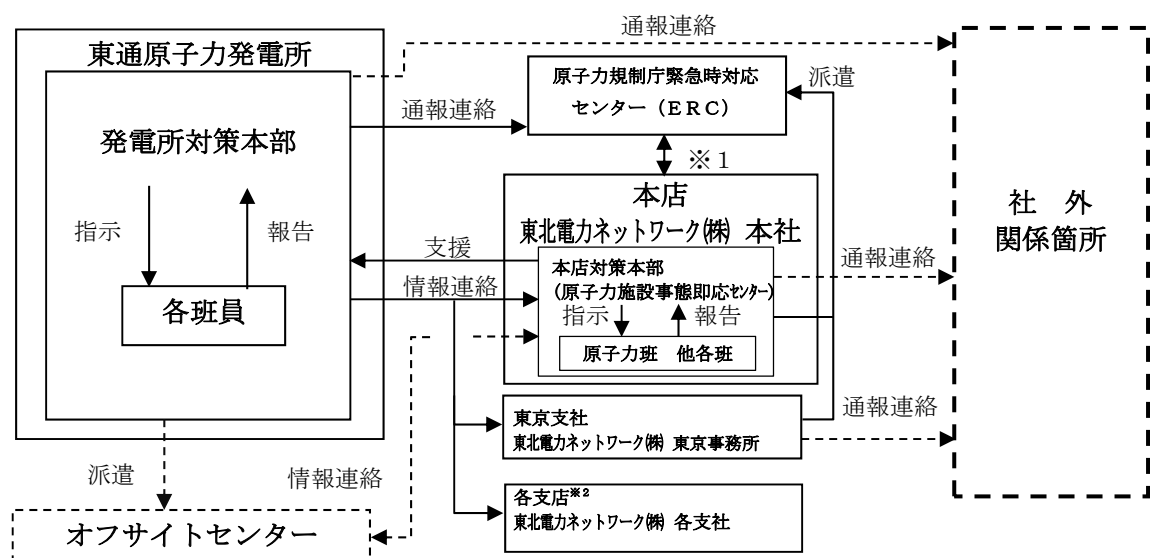 通報連絡
東通原子力発電所
原子力規制庁緊急時対応
センター(ERC)
派遣
通報連絡
発電所対策本部
※1
本店
東北電力ネットワーク㈱ 本社
社 外
関係箇所
指示
報告
支援
通報連絡
本店対策本部
(原子力施設事態即応センター)
情報連絡
各班員
指示
報告
原子力班 他各班
東京支社
東北電力ネットワーク㈱ 東京事務所
通報連絡
派遣
情報連絡
各支店※2
東北電力ネットワーク㈱ 各支社
オフサイトセンター